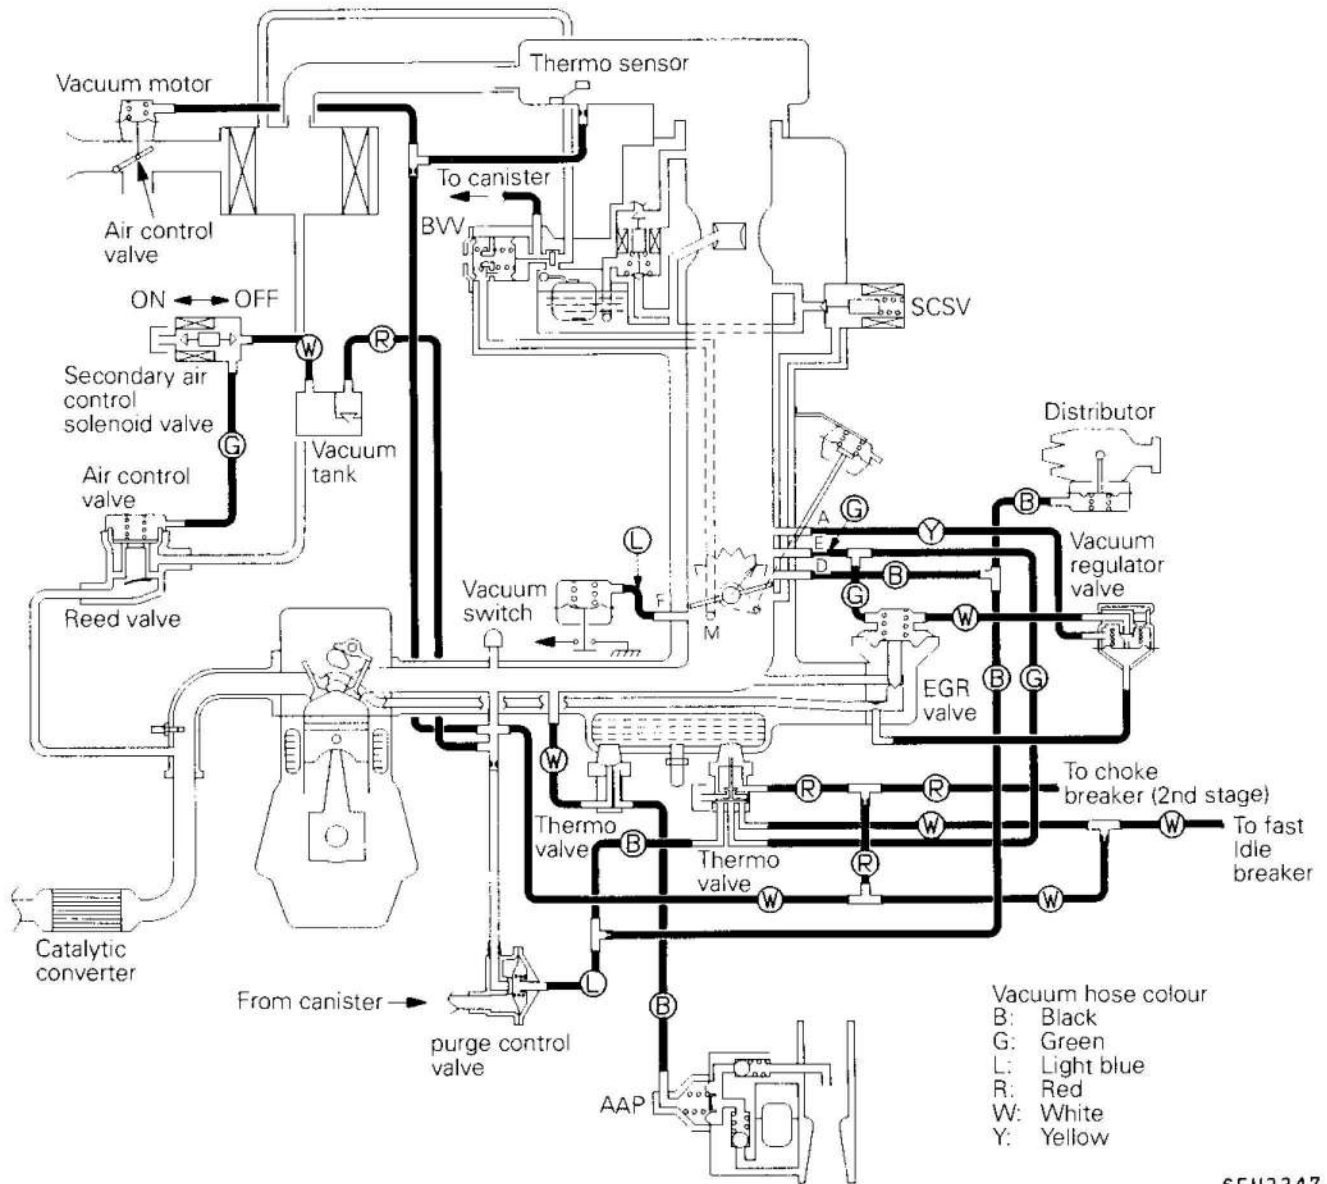 Thermo sensor
Vacuum motor
To canister
BVV
Air control
valve
ON OFF
SCSV
W
R
Secondary air
control
solenoid valve
Distributor
G
Vacuum
tank
Air control
valve
B
A
G
Y
E
L
Vacuum
regulator
valve
D
B
Vacuum
switch
G
F
W
Reed valve
M
B
G
EGR
valve
W
To choke
breaker (2nd stage)
R
R
Thermo
valve
B
W
W
To fast
Idle
breaker
Thermo
valve
R
W
W
Catalytic
converter
L
From canister
B
purge control
valve
AAP
Vacuum hose colour
B: Black
G: Green
L: Light blue
R: Red
W: White
Y: Yellow